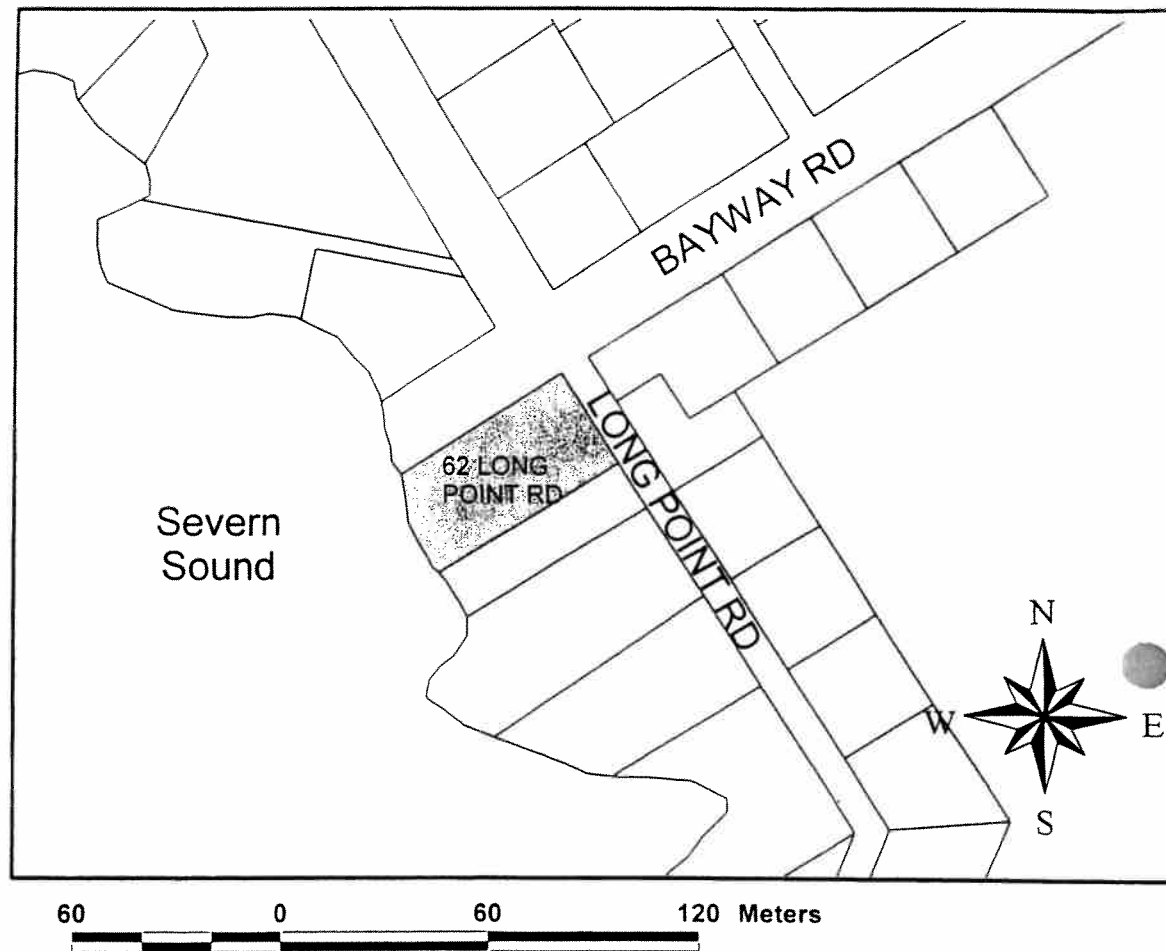 BAYWAY RD
LONG POINT RD
62 LONG
POINT RD
Severn
Sound
N
W
E
S
60 0 60 120 Meters